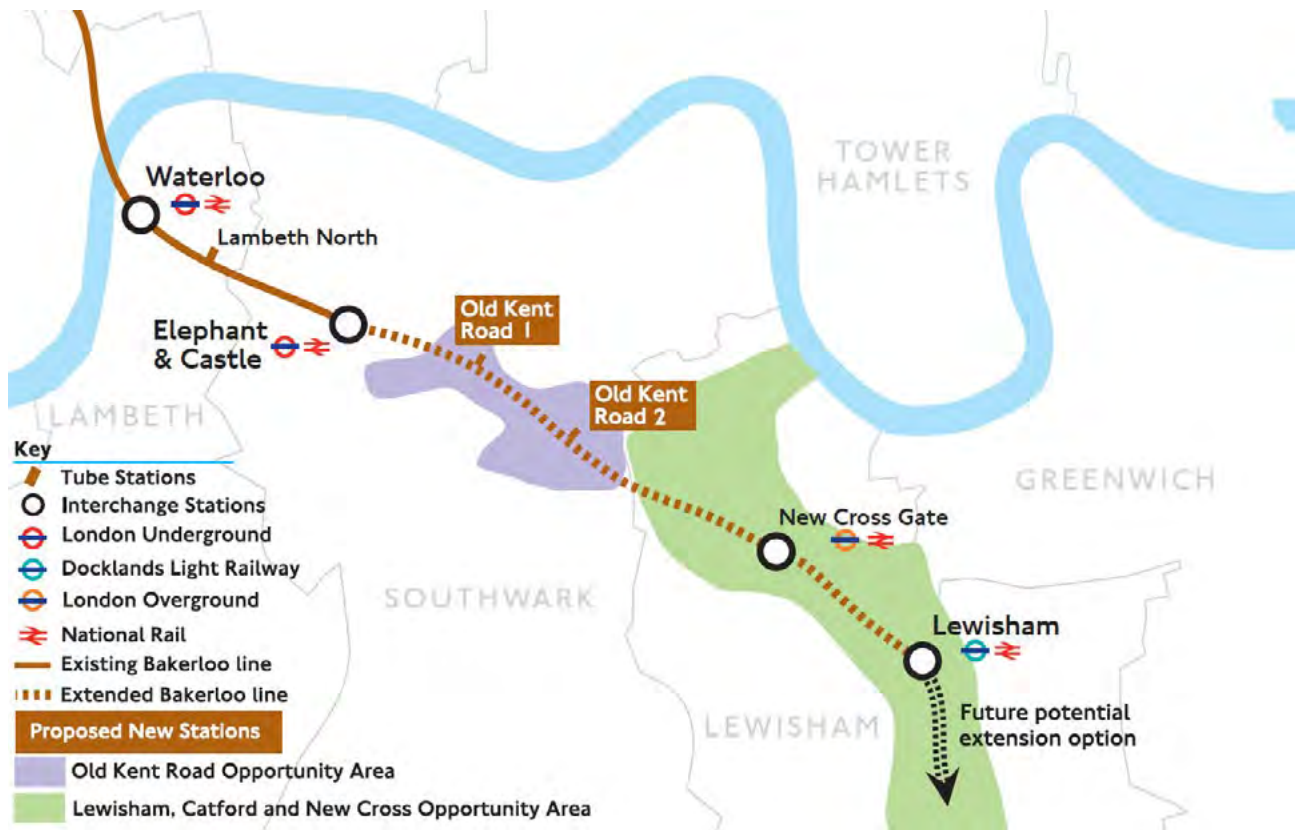 TOWER
HAMLETS
Waterloo
Lambeth North
Old Kent
Road 1
Elephant
& Castle
Old Kent
Road 2
LAMBETH
GREENWICH
New Cross Gate
SOUTHWARK
Lewisham
LEWISHAM
Future potential
extension option
Key
Tube Stations
Interchange Stations
London Underground
Docklands Light Railway
London Overground
National Rail
Existing Bakerloo line
Extended Bakerloo line
Proposed New Stations
Old Kent Road Opportunity Area
Lewisham, Catford and New Cross Opportunity Area